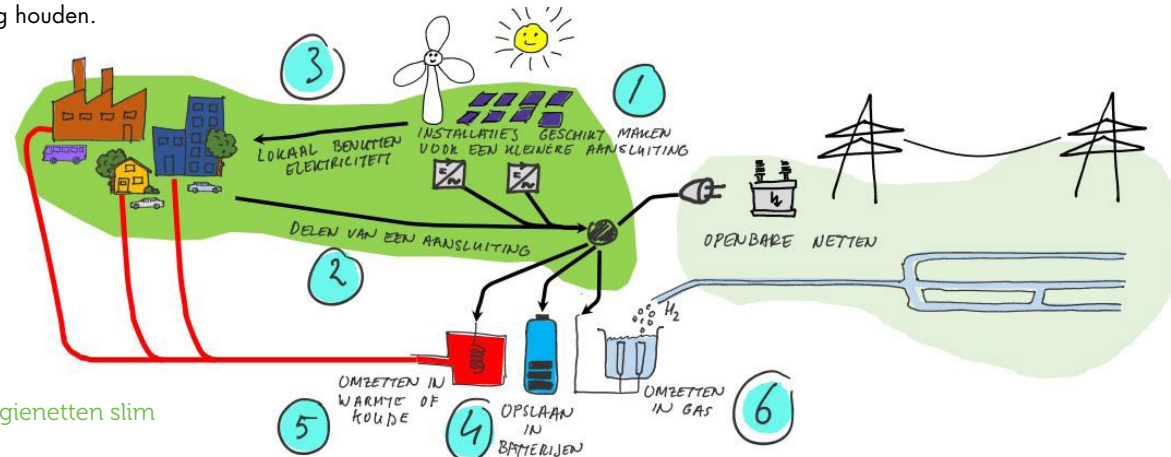 g houden.
3
1
INSTALLATIES GESCHIKT MAKEN
VOOR EEN KLEINERE AANSLUITING
LOKAAL BENUTTEN
ELEKTRICITEIT
DELEN VAN EEN AANSLUITING
2
OPENBARE NETTEN
H2
OMZETTEN IN
WARMTE OF
KOUDE
5
4
OPSLAAN
IN
BATTERIJEN
OMZETTEN
IN GAS
6
gienetten slim